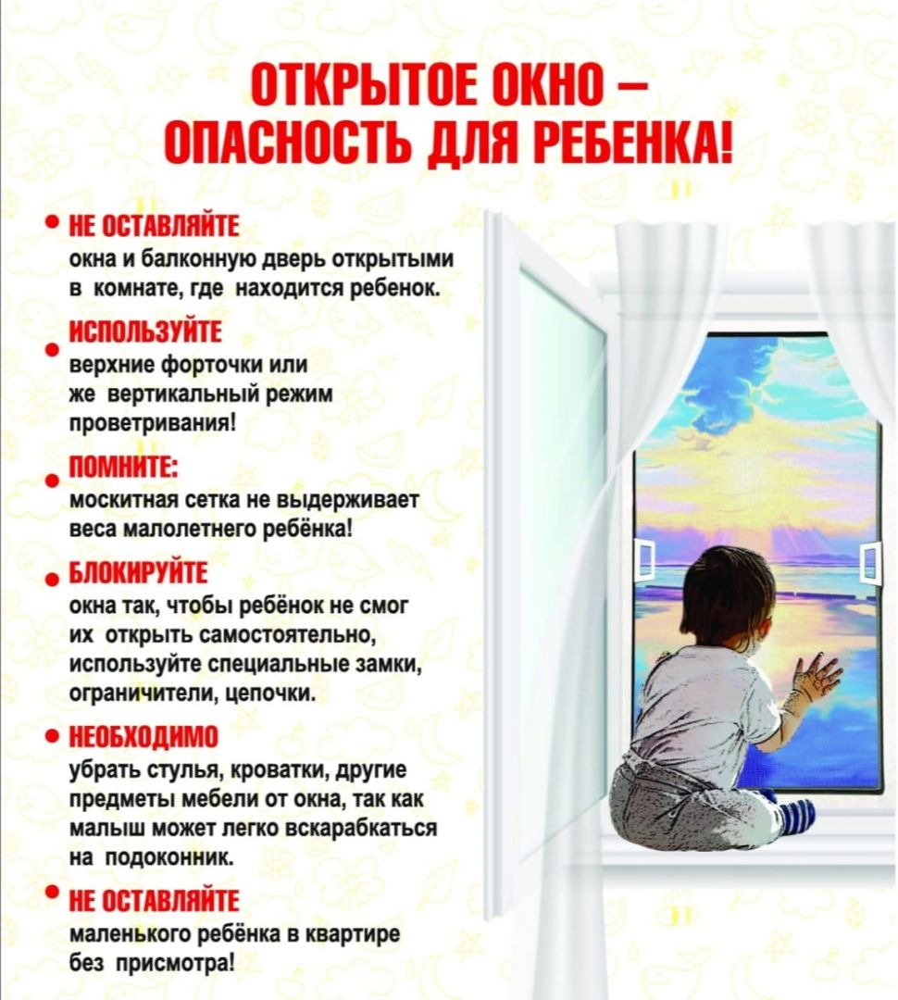 ОТКРЫТОЕ ОКНО –
ОПАСНОСТЬ ДЛЯ РЕБЕНКА!
• НЕ ОСТАВЛЯЙТЕ
окна и балконную дверь открытыми
в комнате, где находится ребенок.
• ИСПОЛЬЗУЙТЕ
верхние форточки или
же вертикальный режим
проветривания!
• ПОМНИТЕ:
москитная сетка не выдерживает
веса малолетнего ребёнка!
• БЛОКИРУЙТЕ
окна так, чтобы ребёнок не смог
их открыть самостоятельно,
используйте специальные замки,
ограничители, цепочки.
• НЕОБХОДИМО
убрать стулья, кроватки, другие
предметы мебели от окна, так как
малыш может легко вскарабкаться
на подоконник.
• НЕ ОСТАВЛЯЙТЕ
маленького ребёнка в квартире
без присмотра!